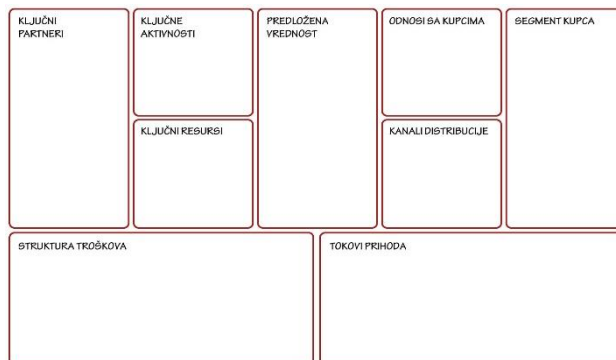 KLJUČNI
PARTNERI
KLJUČNE
AKTIVNOSTI
KLJUČNI RESURSI
PREDLOŽENA
VREDNOST
ODNOSI SA KUPCIMA
KANALI DISTRIBUCIJE
SEGMENT KUPCA
STRUKTURA TROŠKOVA
TOKOVI PRIHODA